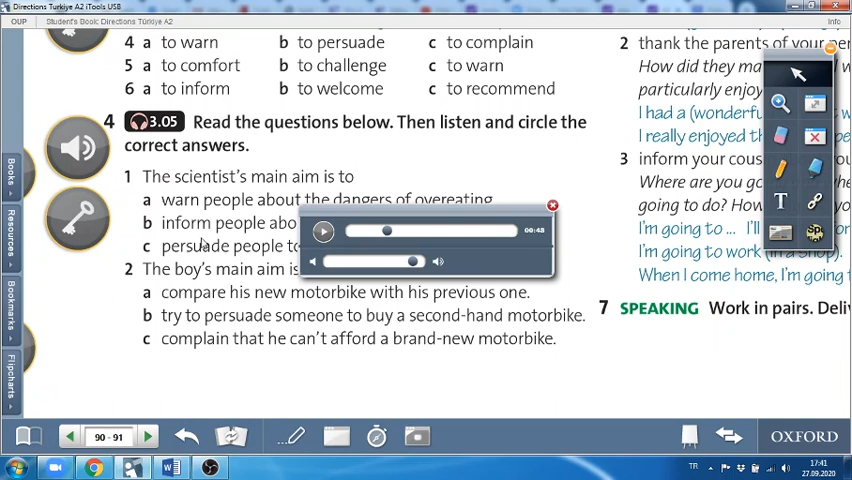 Directions Turkiye A2 iTools USB
OUP Student's Book: Directions Türkiye A2 Info
4 a to warn b to persuade c to complain
5 a to comfort b to challenge c to warn
6 a to inform b to welcome c to recommend
4 3.05 Read the questions below. Then listen and circle the
correct answers.
1 The scientist's main aim is to
a warn people about the dangers of overeating
b inform people abo
c persuade people to
2 The boy's main aim is
a compare his new motorbike with his previous one.
b try to persuade someone to buy a second-hand motorbike.
c complain that he can't afford a brand-new motorbike.
00:48
2 thank the parents of your
How did they ma
particularly enjoy
I had a (wonderfu
I really enjoyed th
3 inform your cous
Where are you go
going to do? How
I'm going to ... I'll
I'm going to work (in a shop).
When I come home, I'm going
7 SPEAKING Work in pairs. Deli
T
Sp
Books
Resources
Bookmarks
Flipcharts
90 - 91
OXFORD
TR
17:41
27.09.2020